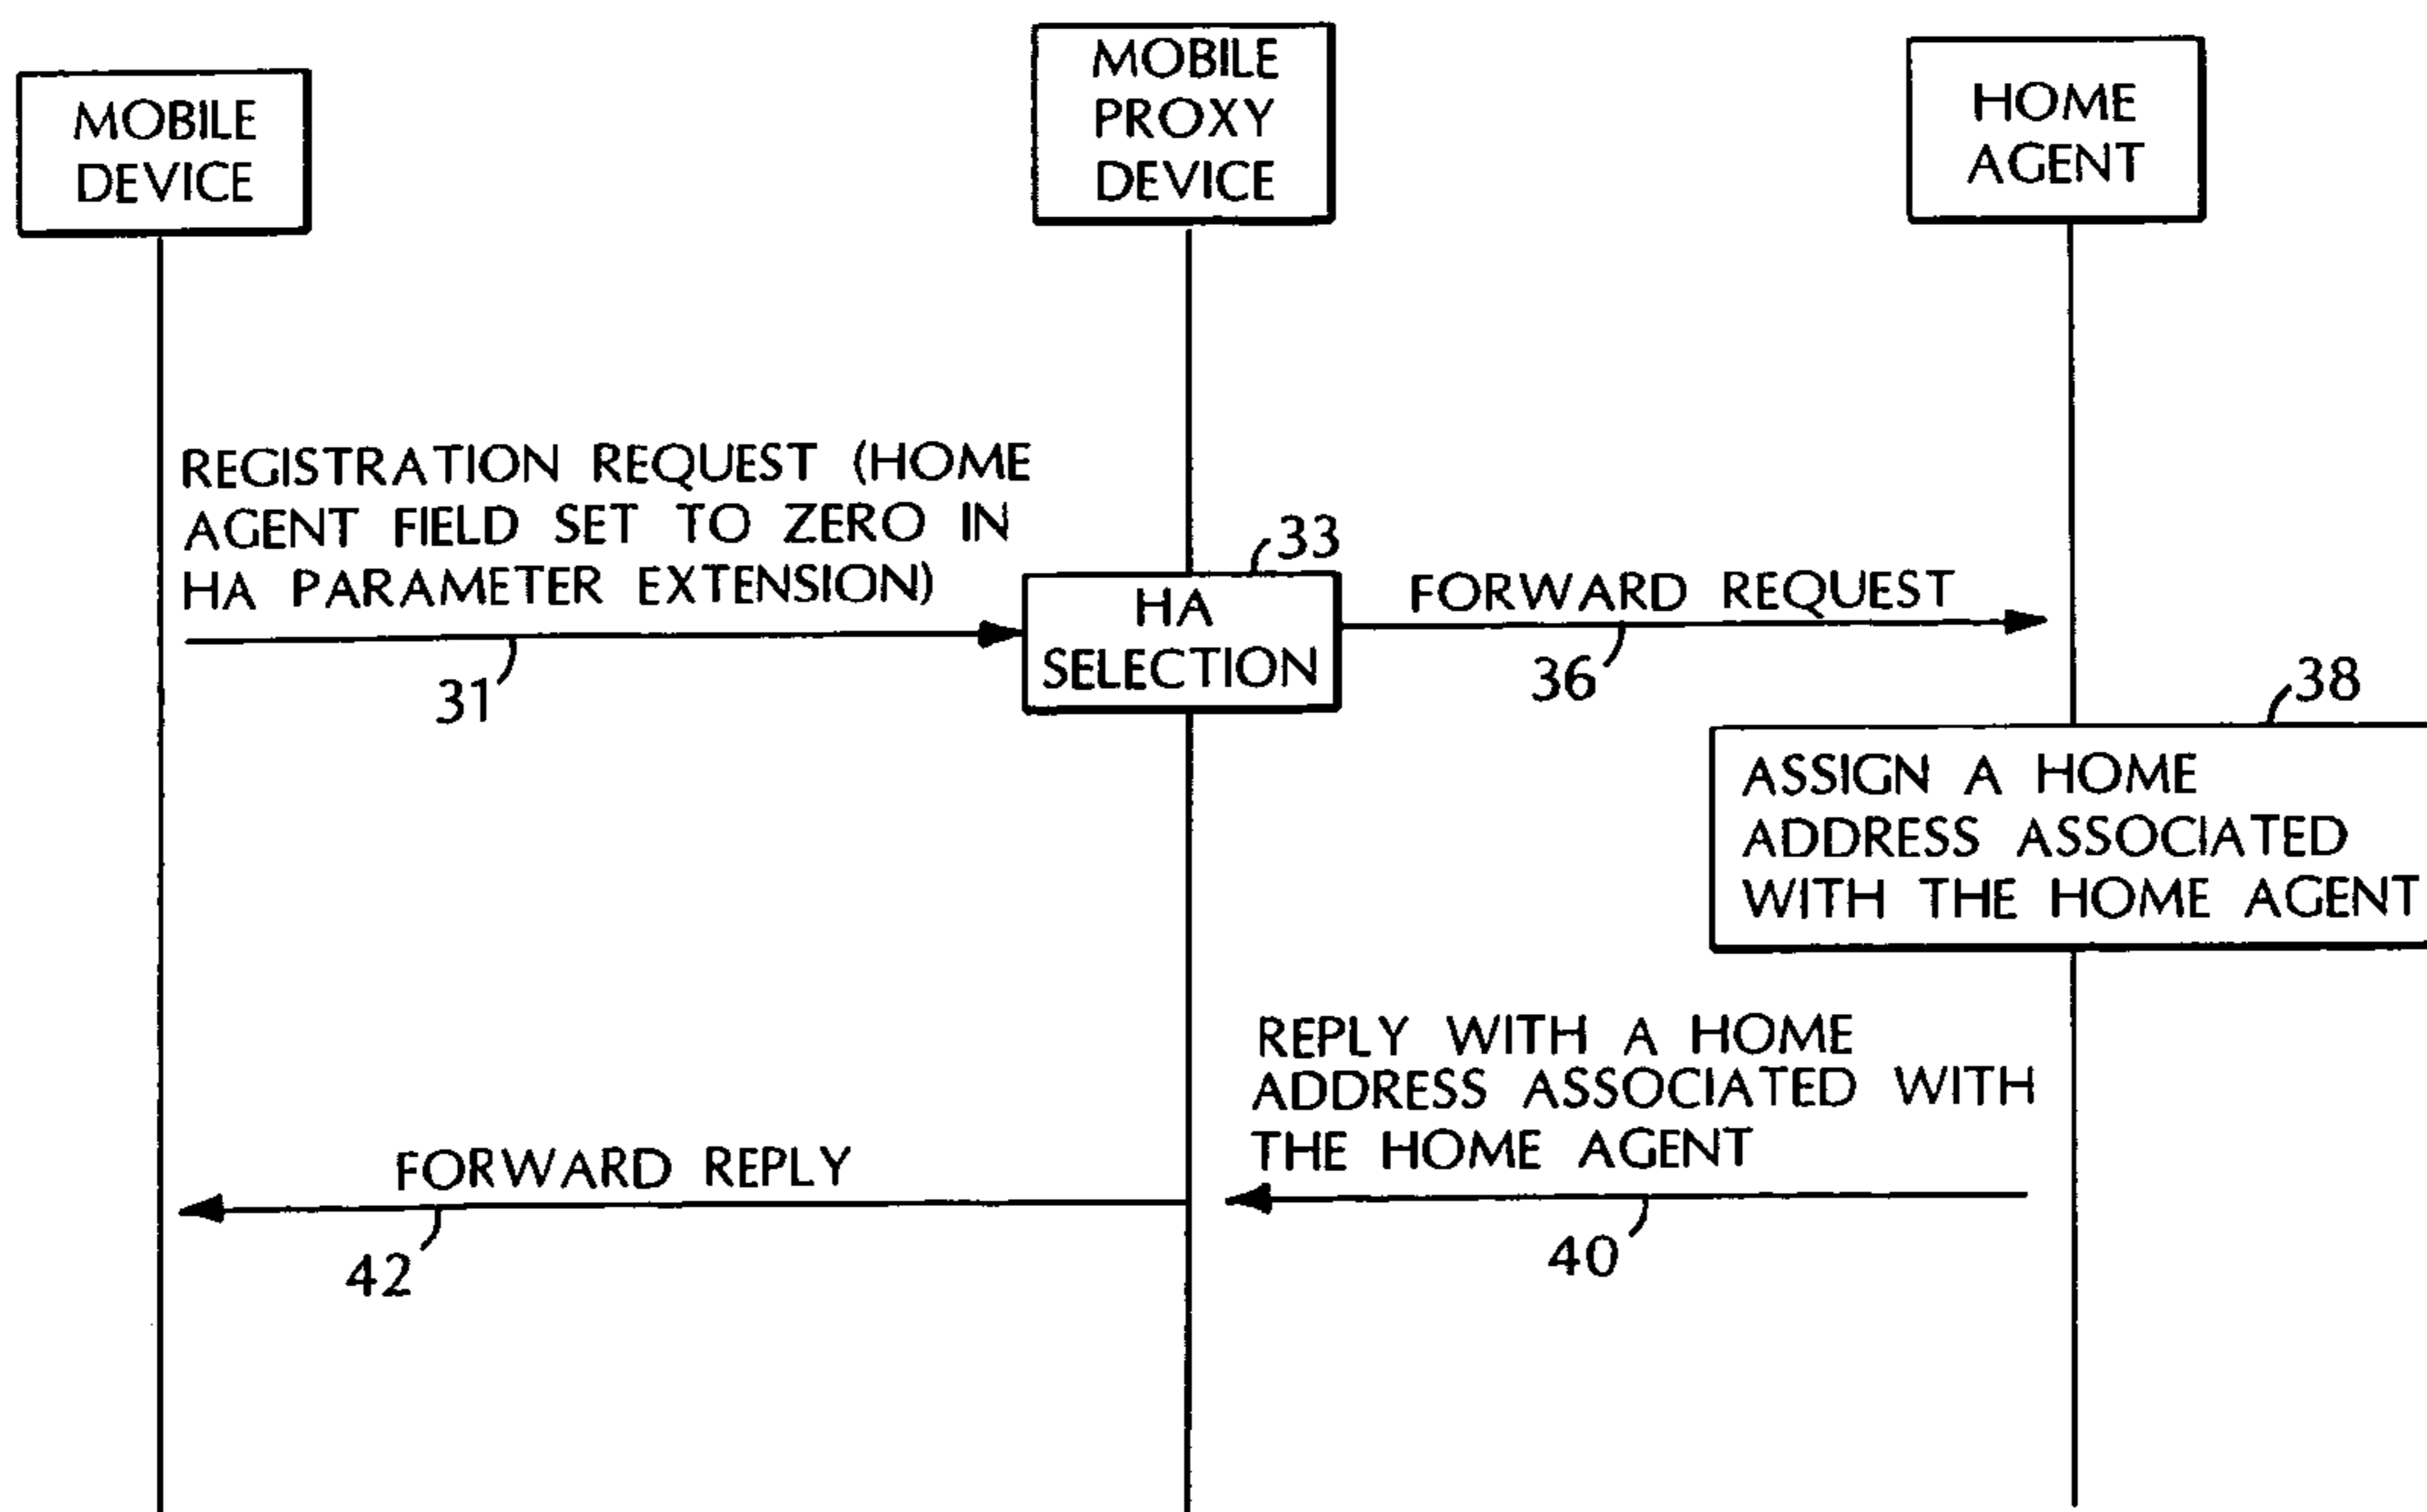 MOBILE
DEVICE
MOBILE
PROXY
DEVICE
HOME
AGENT
REGISTRATION REQUEST (HOME
AGENT FIELD SET TO ZERO IN
HA PARAMETER EXTENSION)
31
33
HA
SELECTION
FORWARD REQUEST
36
38
ASSIGN A HOME
ADDRESS ASSOCIATED
WITH THE HOME AGENT
REPLY WITH A HOME
ADDRESS ASSOCIATED WITH
THE HOME AGENT
40
FORWARD REPLY
42